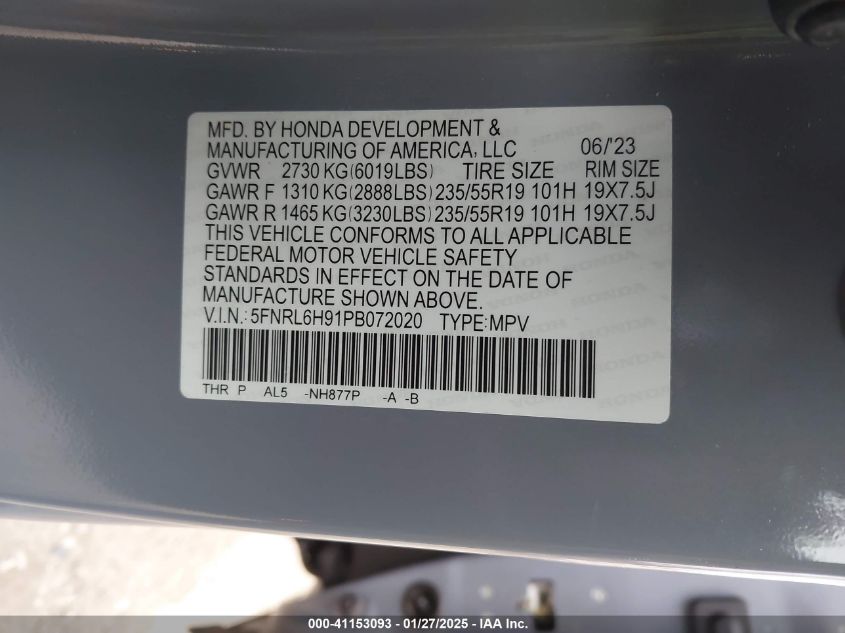 MFD. BY HONDA DEVELOPMENT &
MANUFACTURING OF AMERICA, LLC 06/'23
GVWR 2730 KG(6019LBS) TIRE SIZE RIM SIZE
GAWR F 1310 KG(2888LBS) 235/55R19 101H 19X7.5J
GAWR R 1465 KG(3230LBS) 235/55R19 101H 19X7.5J
THIS VEHICLE CONFORMS TO ALL APPLICABLE
FEDERAL MOTOR VEHICLE SAFETY
STANDARDS IN EFFECT ON THE DATE OF
MANUFACTURE SHOWN ABOVE.
V.I.N.:5FNRL6H91PB072020 TYPE:MPV
THR P AL5 -NH877P -A -B
000-41153093 - 01/27/2025 - IAA Inc.